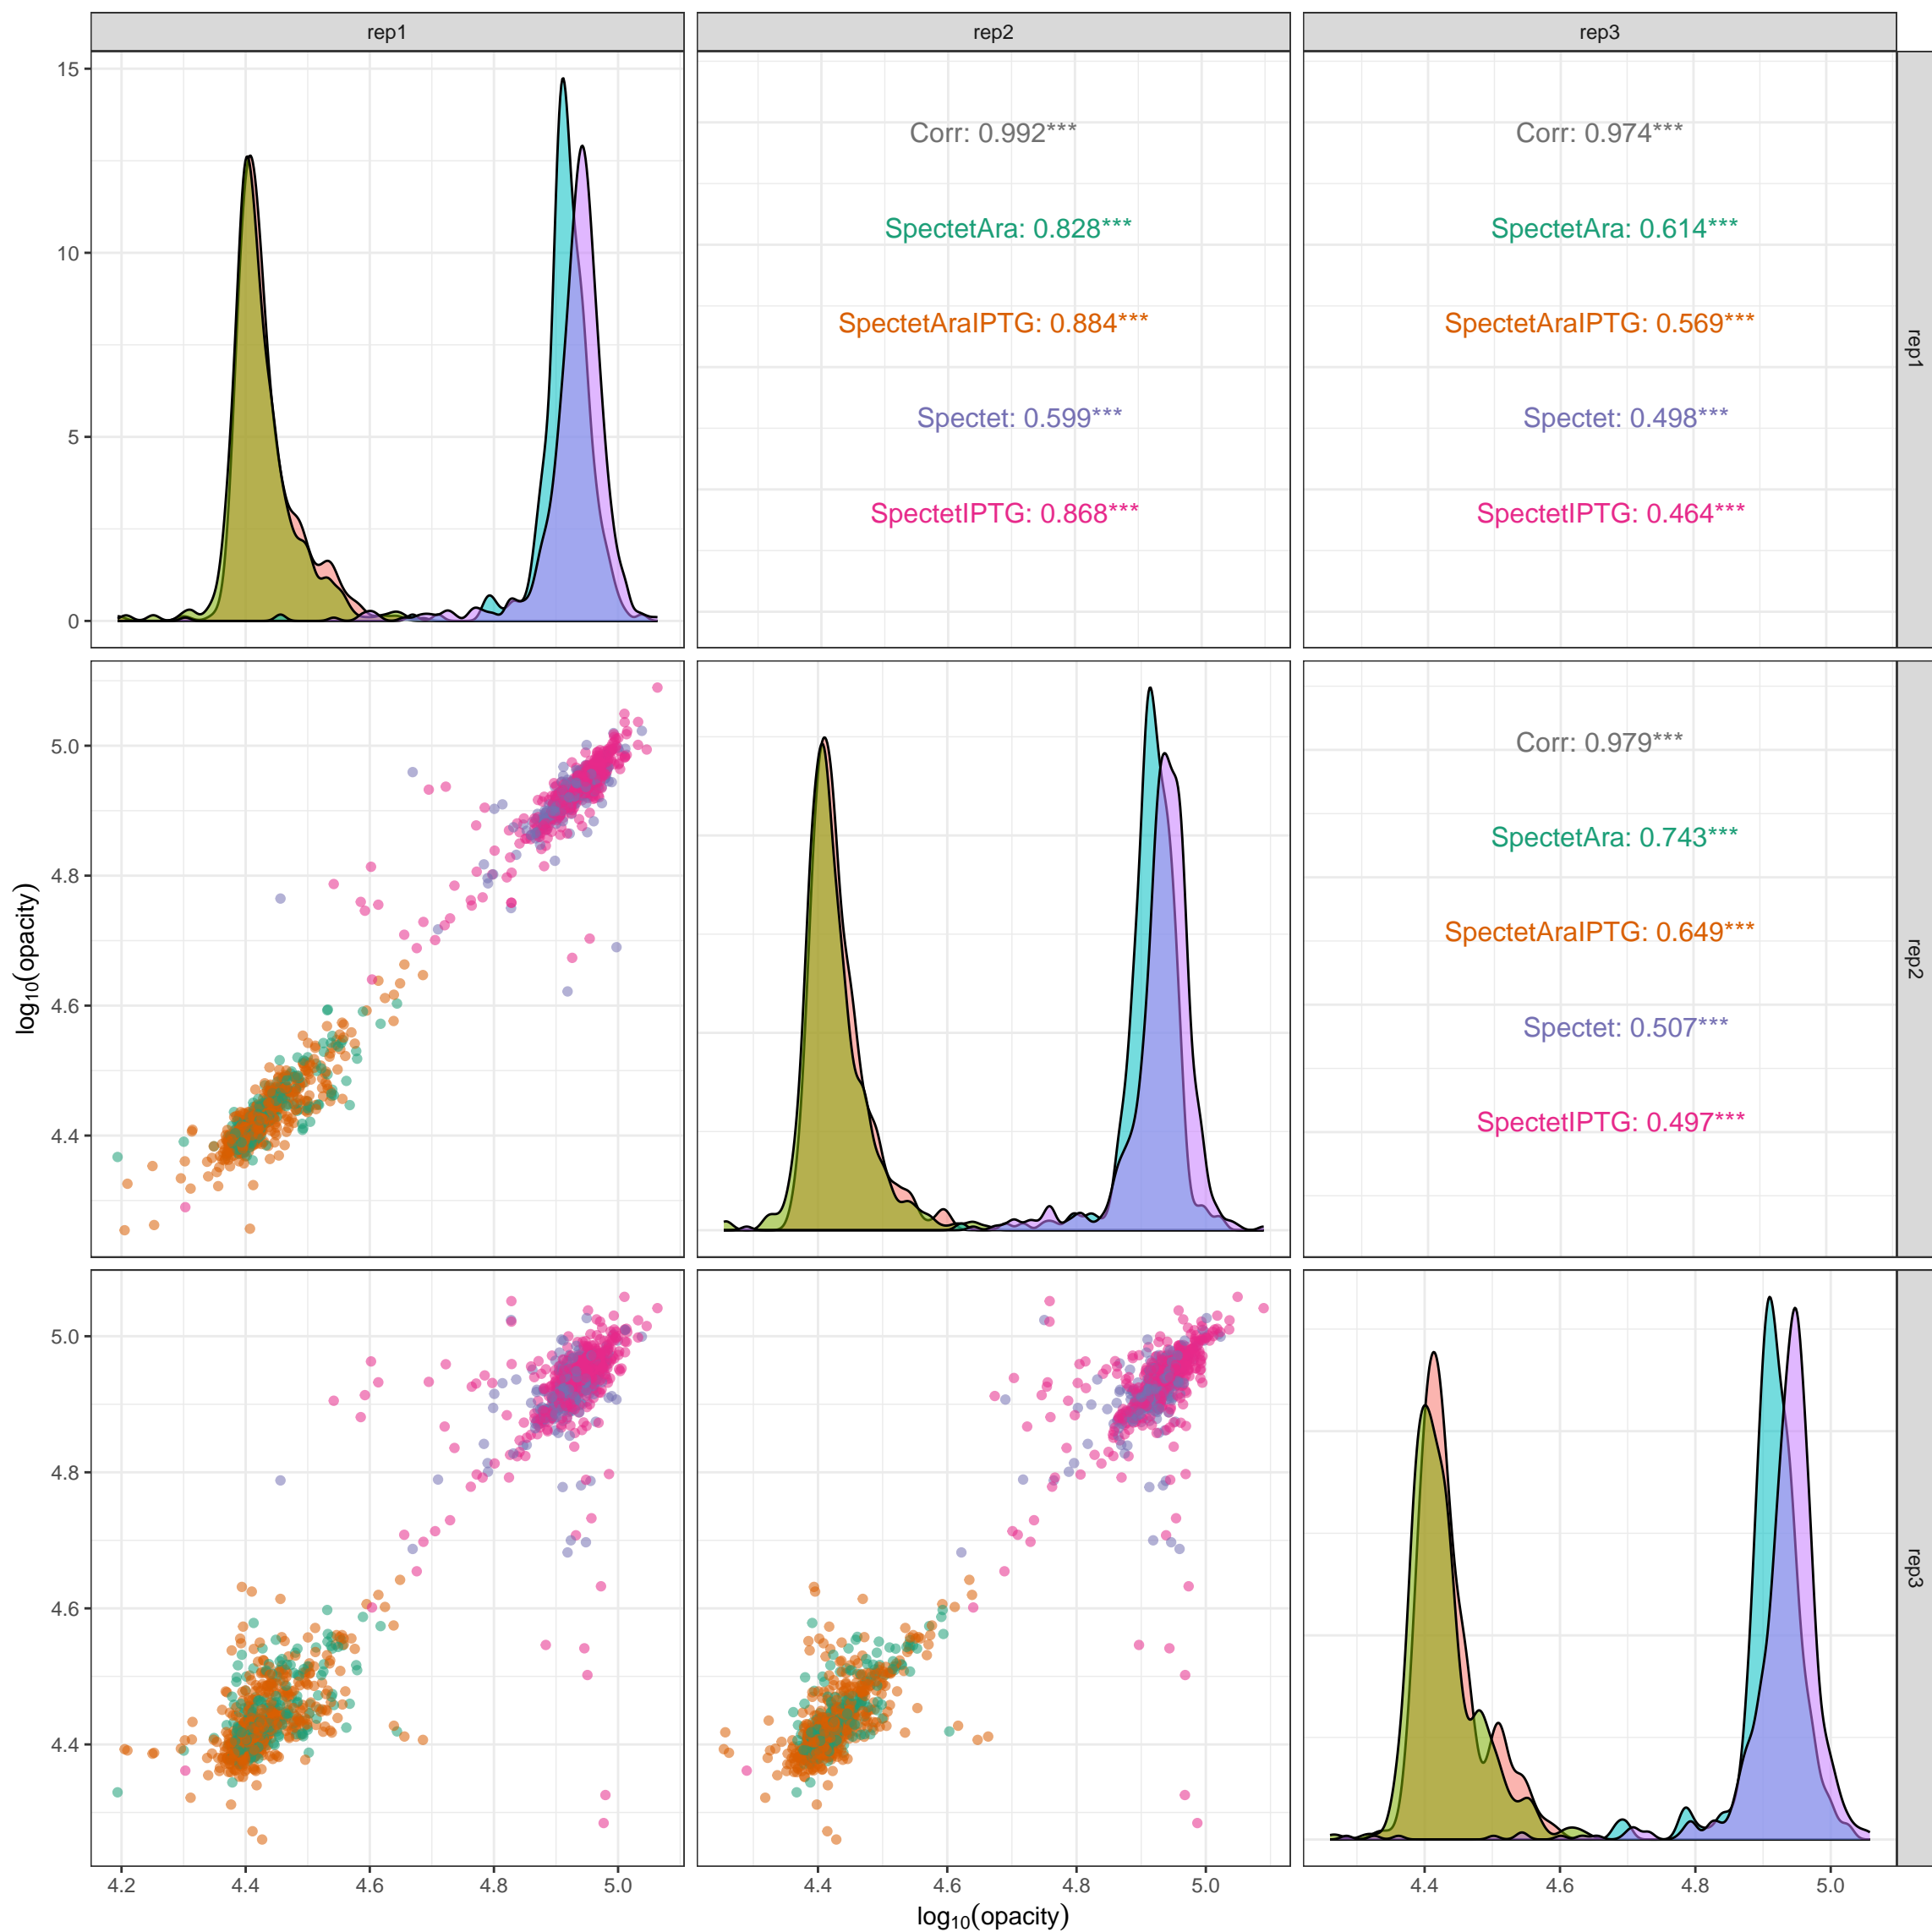 rep1 rep2 rep3
15
10
5
0
Corr: 0.992***
SpectetAra: 0.828***
SpectetAraIPTG: 0.884***
Spectet: 0.599***
SpectetIPTG: 0.868***
Corr: 0.974***
SpectetAra: 0.614***
SpectetAraIPTG: 0.569***
Spectet: 0.498***
SpectetIPTG: 0.464***
rep1
log10(opacity)
5.0
4.8
4.6
4.4
Corr: 0.979***
SpectetAra: 0.743***
SpectetAraIPTG: 0.649***
Spectet: 0.507***
SpectetIPTG: 0.497***
rep2
5.0
4.8
4.6
4.4
rep3
4.2 4.4 4.6 4.8 5.0
4.4 4.6 4.8 5.0
4.4 4.6 4.8 5.0
log10(opacity)